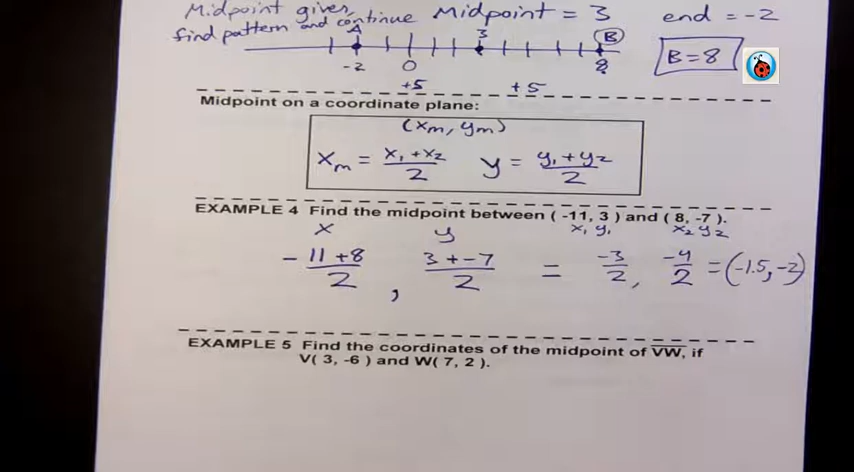 Midpoint given, Midpoint = 3 end = -2
find pattern and continue
A 3 B
-2 0 8 B = 8
+5 +5
Midpoint on a coordinate plane:
(xm, ym)
xm = x1 + x2 / 2 y = y1 + y2 / 2
EXAMPLE 4 Find the midpoint between ( -11, 3 ) and ( 8, -7 ).
x y x1 y1 x2 y2
-11 + 8 / 2 , 3 + -7 / 2 = -3 / 2 , -4 / 2 = (-1.5, -2)
EXAMPLE 5 Find the coordinates of the midpoint of VW, if
V( 3, -6 ) and W( 7, 2 ).